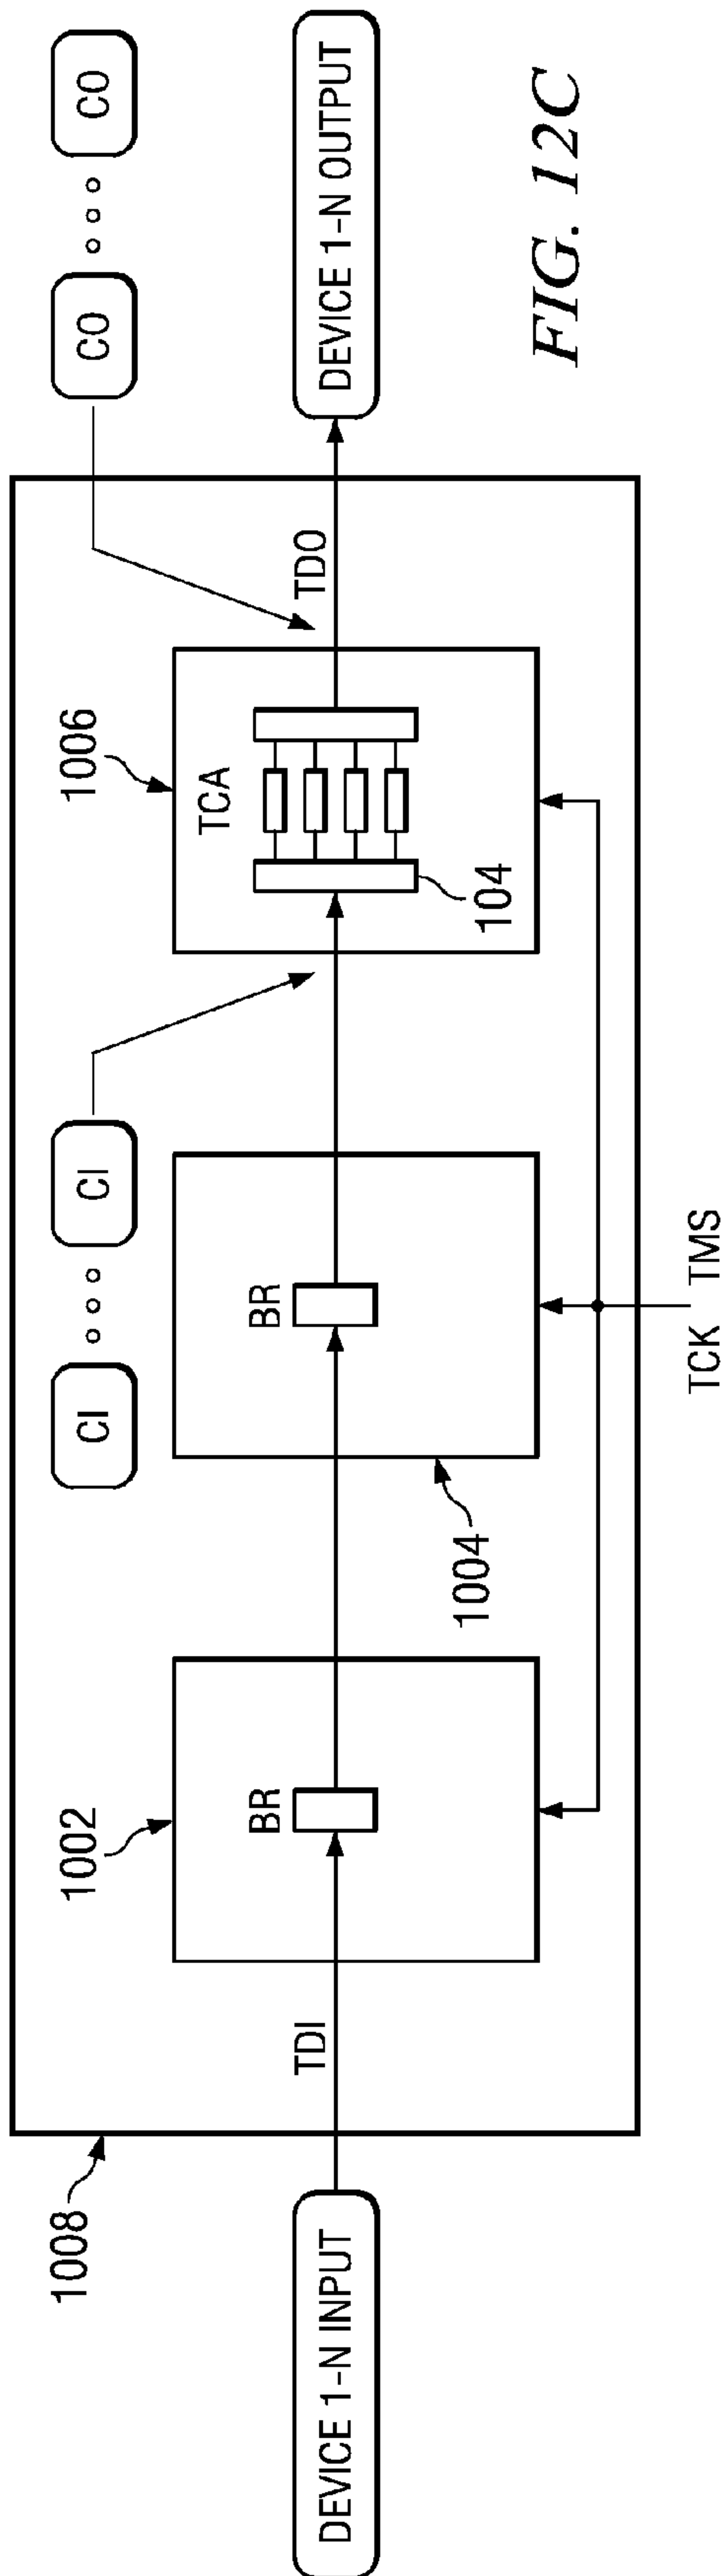 CI
CI
CO
CO
1008
1002
1006
BR
BR
TCA
DEVICE 1-N INPUT
TDI
TDO
DEVICE 1-N OUTPUT
1004
104
TCK TMS
FIG. 12C